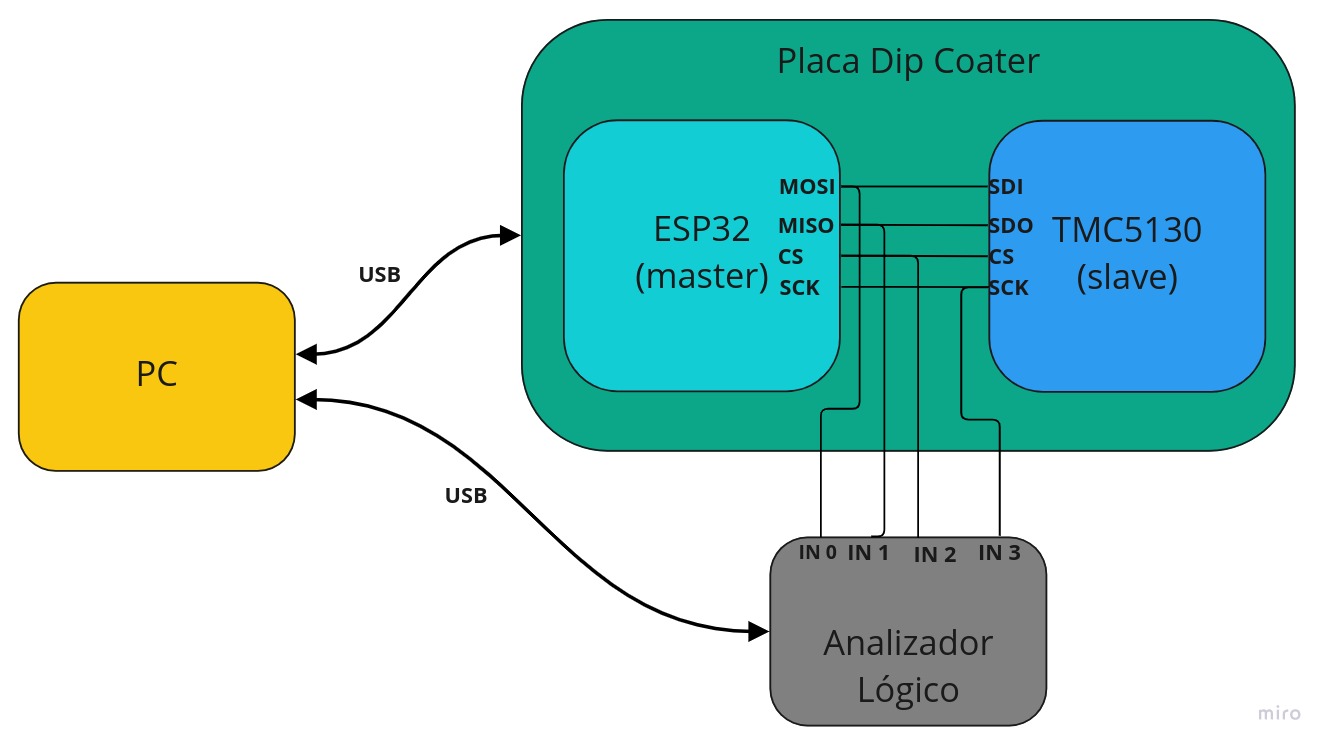 Placa Dip Coater
ESP32
(master)
MOSI
MISO
CS
SCK
SDI
SDO
CS
SCK
TMC5130
(slave)
USB
PC
USB
IN 0
IN 1
IN 2
IN 3
Analizador
Lógico
miro